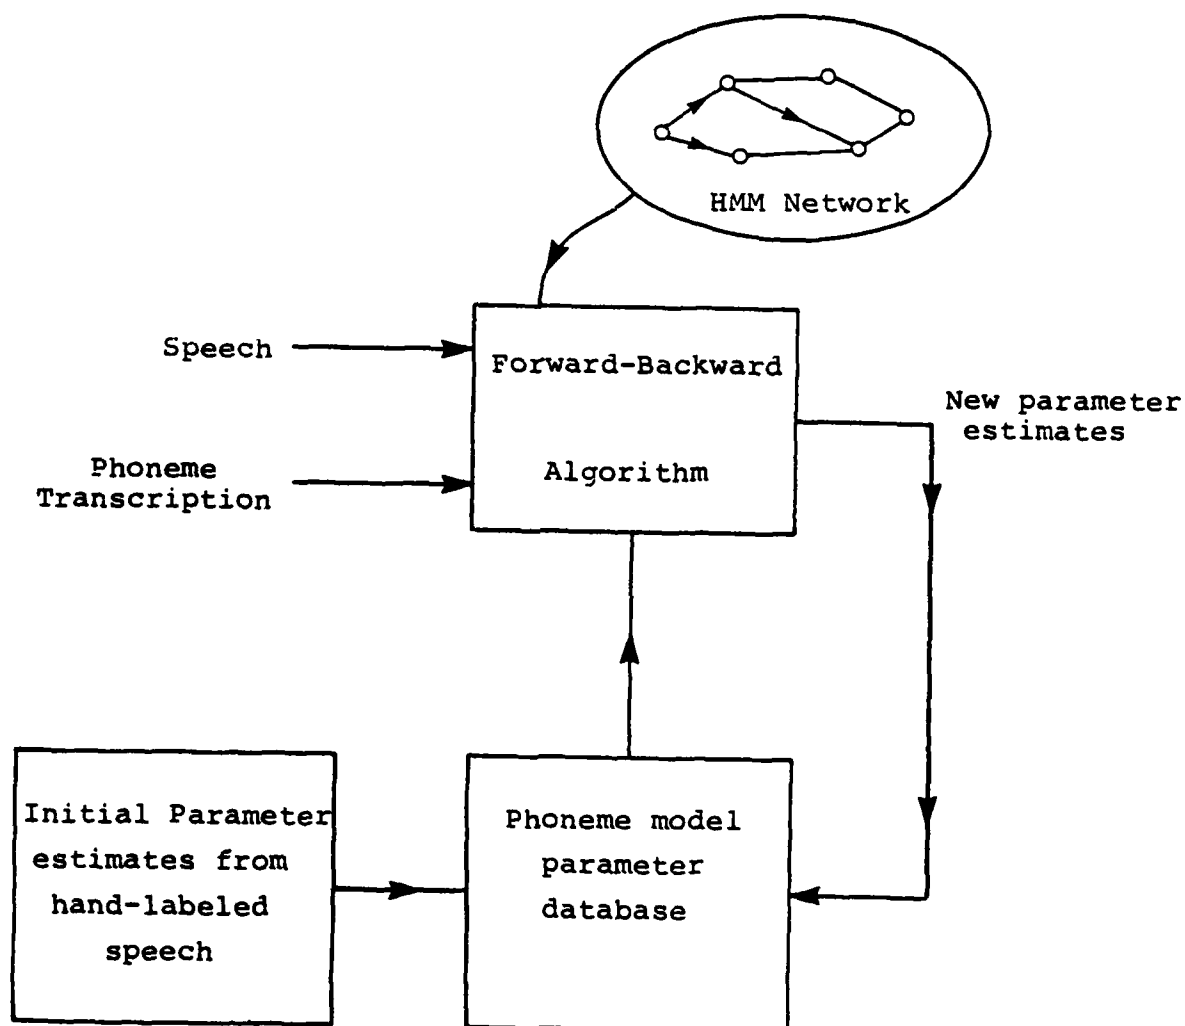 HMM Network
Speech
Forward-Backward
Algorithm
Phoneme
Transcription
New parameter
estimates
Initial Parameter
estimates from
hand-labeled
speech
Phoneme model
parameter
database